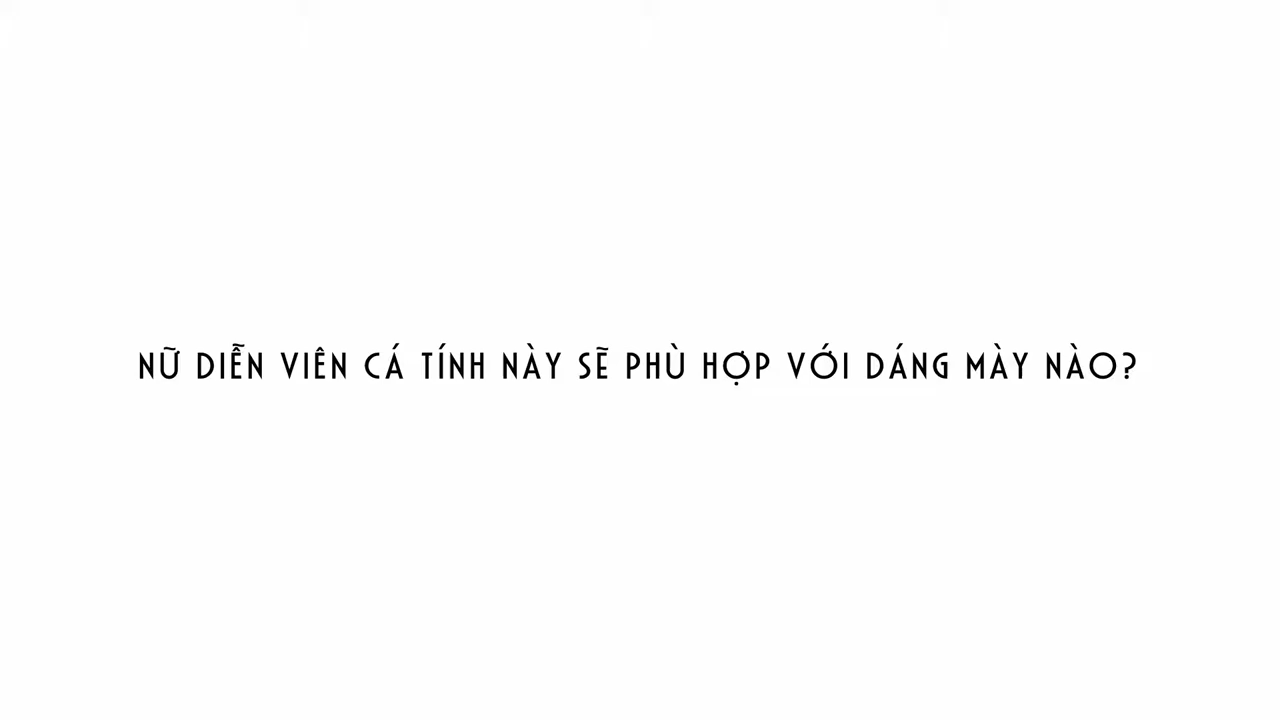 NỮ DIỄN VIÊN CÁ TÍNH NÀY SẼ PHÙ HỢP VỚI DÁNG MÀY NÀO?